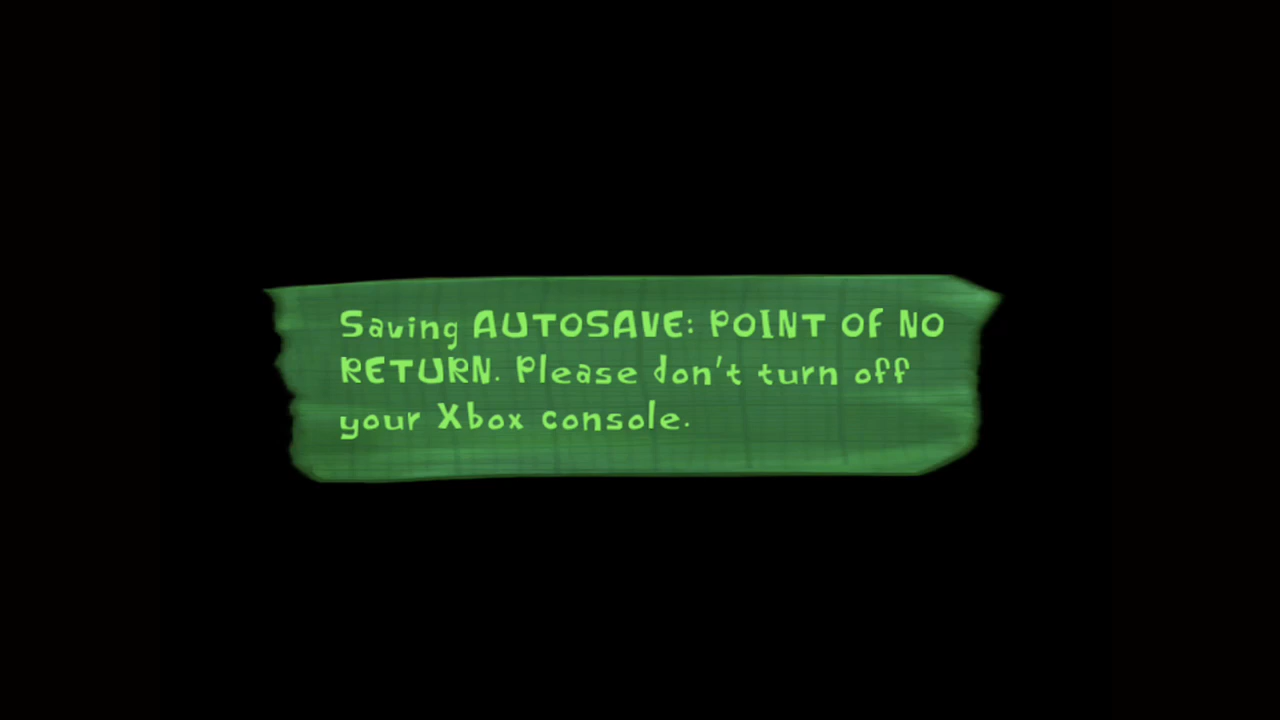 Saving AUTOSAVE: POINT OF NO
RETURN. Please don't turn off
your Xbox console.